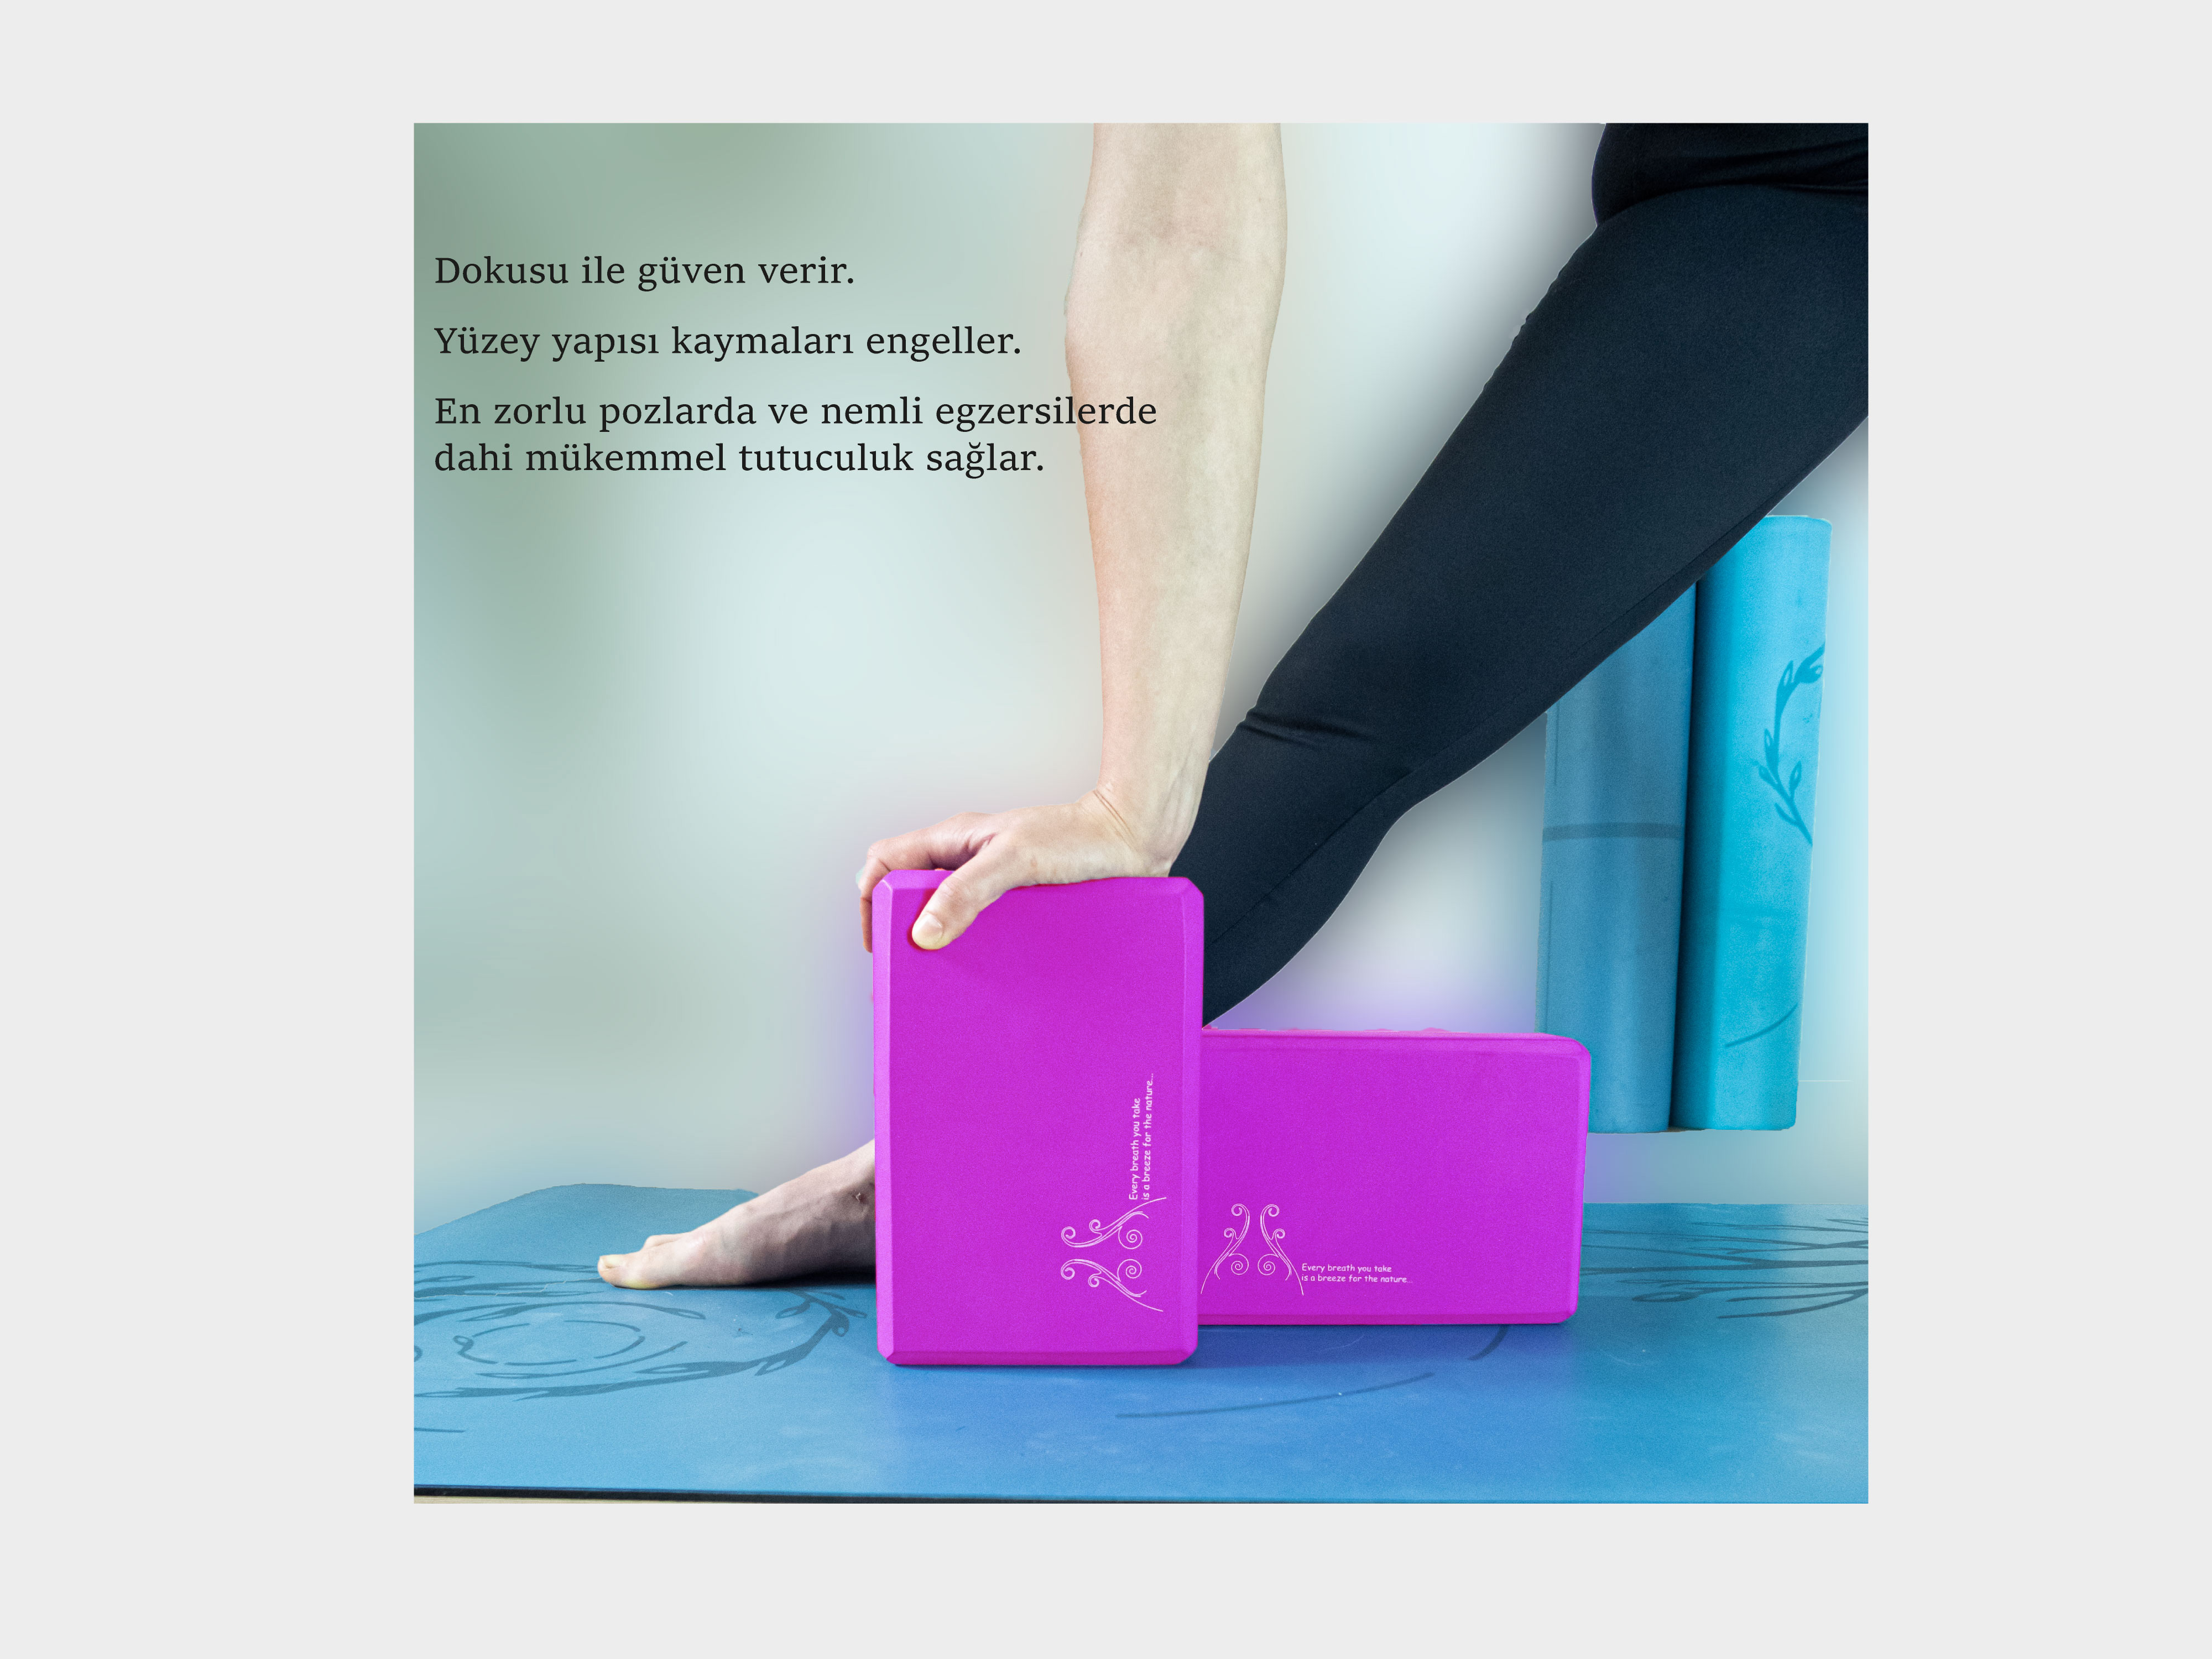 Dokusu ile güven verir.
Yüzey yapısı kaymaları engeller.
En zorlu pozlarda ve nemli egzersilerde
dahi mükemmel tutuculuk sağlar.
Every breath you take
is a breeze for the nature...
Every breath you take
is a breeze for the nature...